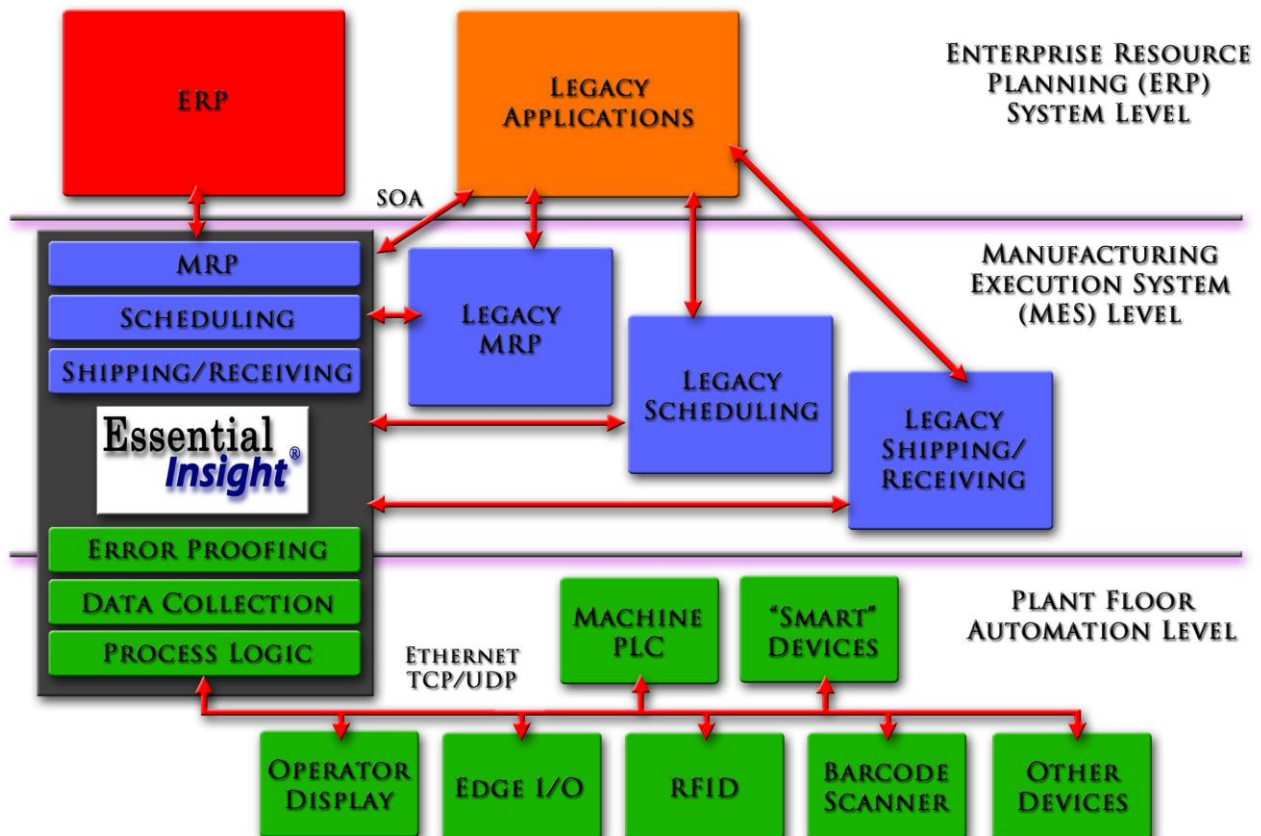 ERP
LEGACY
APPLICATIONS
ENTERPRISE RESOURCE
PLANNING (ERP)
SYSTEM LEVEL
SOA
MRP
SCHEDULING
SHIPPING/RECEIVING
Essential
Insight®
ERROR PROOFING
DATA COLLECTION
PROCESS LOGIC
LEGACY
MRP
LEGACY
SCHEDULING
LEGACY
SHIPPING/
RECEIVING
MANUFACTURING
EXECUTION SYSTEM
(MES) LEVEL
PLANT FLOOR
AUTOMATION LEVEL
ETHERNET
TCP/UDP
MACHINE
PLC
"SMART"
DEVICES
OPERATOR
DISPLAY
EDGE I/O
RFID
BARCODE
SCANNER
OTHER
DEVICES